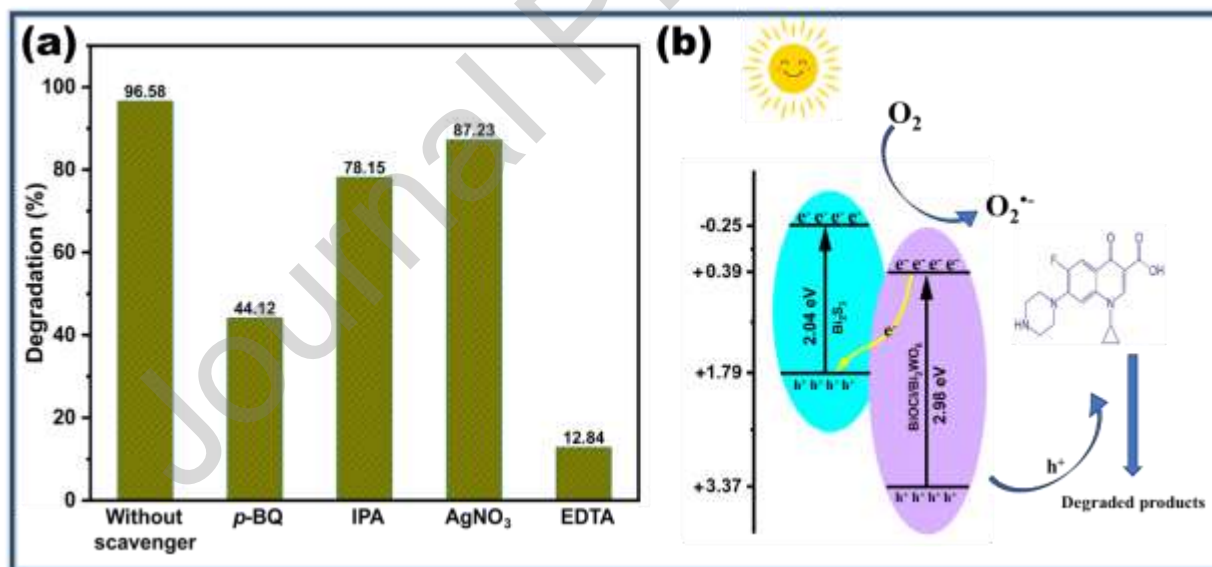 (a)
Degradation (%)
100
80
60
40
20
0
96.58
44.12
78.15
87.23
12.84
Without
scavenger
p-BQ
IPA
AgNO₃
EDTA
(b)
O₂
O₂•⁻
-0.25
+0.39
+1.79
+3.37
e⁻ e⁻ e⁻ e⁻
2.04 eV
Bi₂S₃
h⁺ h⁺ h⁺ h⁺
e⁻ e⁻ e⁻ e⁻
e⁻
BiOCl/Bi₂WO₆
2.98 eV
h⁺ h⁺ h⁺ h⁺
h⁺
O
O
F
OH
N
N
HN
Degraded products
Journal P